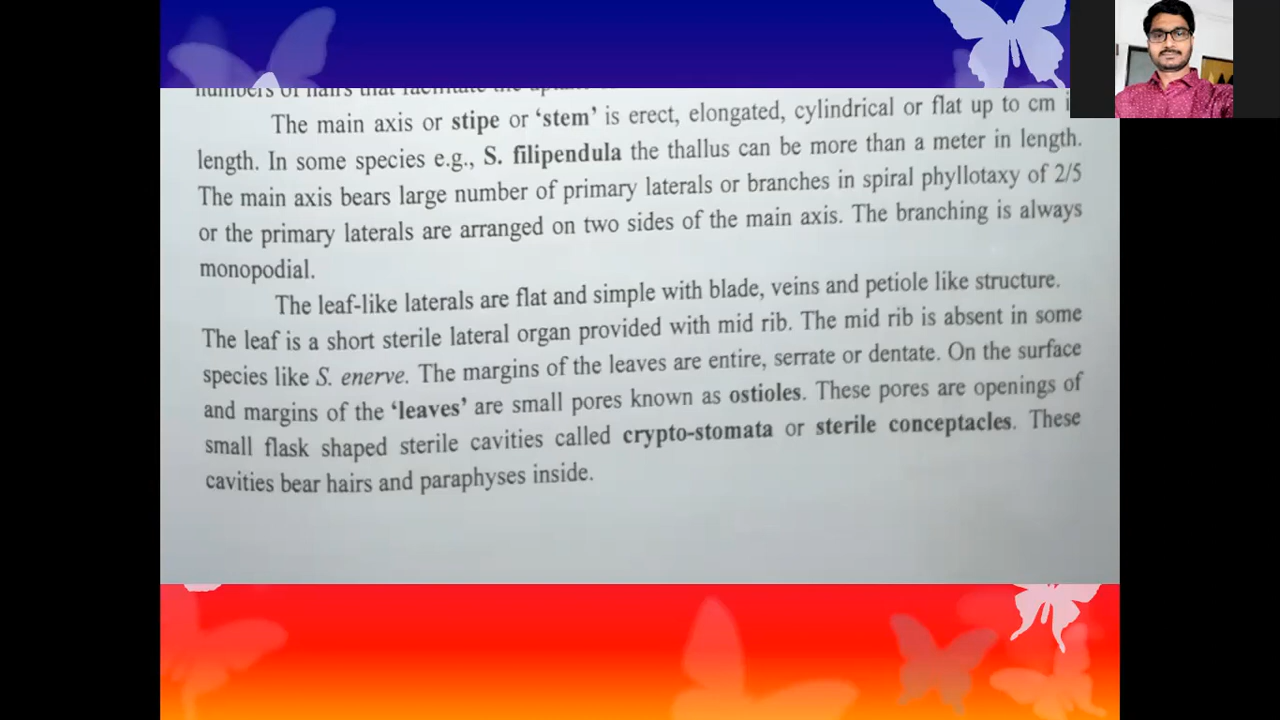 numbers of hairs that facilitate the
The main axis or stipe or ‘stem’ is erect, elongated, cylindrical or flat up to cm
length. In some species e.g., S. filipendula the thallus can be more than a meter in length.
The main axis bears large number of primary laterals or branches in spiral phyllotaxy of 2/5
or the primary laterals are arranged on two sides of the main axis. The branching is always
monopodial.
The leaf-like laterals are flat and simple with blade, veins and petiole like structure.
The leaf is a short sterile lateral organ provided with mid rib. The mid rib is absent in some
species like S. enerve. The margins of the leaves are entire, serrate or dentate. On the surface
and margins of the ‘leaves’ are small pores known as ostioles. These pores are openings of
small flask shaped sterile cavities called crypto-stomata or sterile conceptacles. These
cavities bear hairs and paraphyses inside.